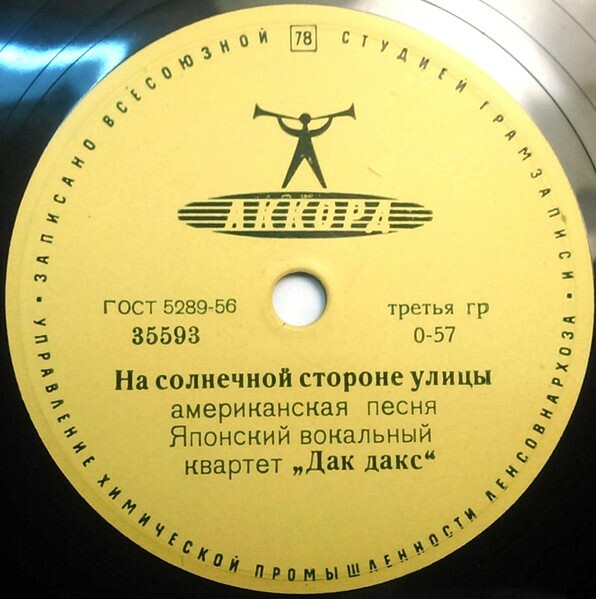 • ЗАПИСАНО ВСЕСОЮЗНОЙ 78 СТУДИЕЙ ГРАМЗАПИСИ •
АККОРД
ГОСТ 5289-56
третья гр
35593
0-57
На солнечной стороне улицы
американская песня
Японский вокальный
квартет „Дак дакс“
УПРАВЛЕНИЕ ХИМИЧЕСКОЙ ПРОМЫШЛЕННОСТИ ЛЕНСОВНАРХОЗА